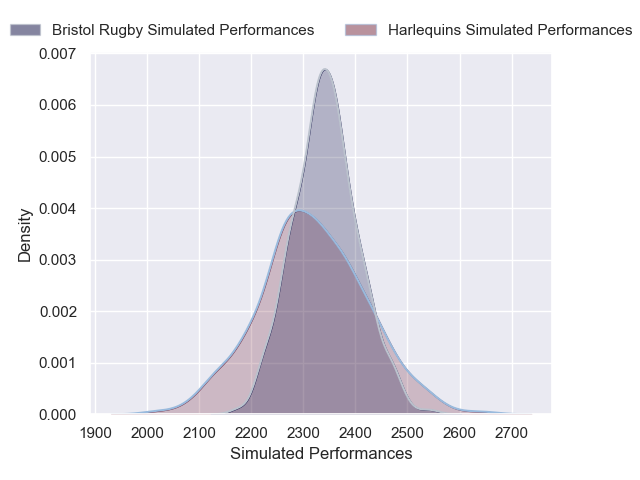 Bristol Rugby Simulated Performances Harlequins Simulated Performances
0.007
0.006
0.005
0.004
0.003
0.002
0.001
0.000
Density
1900 2000 2100 2200 2300 2400 2500 2600 2700
Simulated Performances